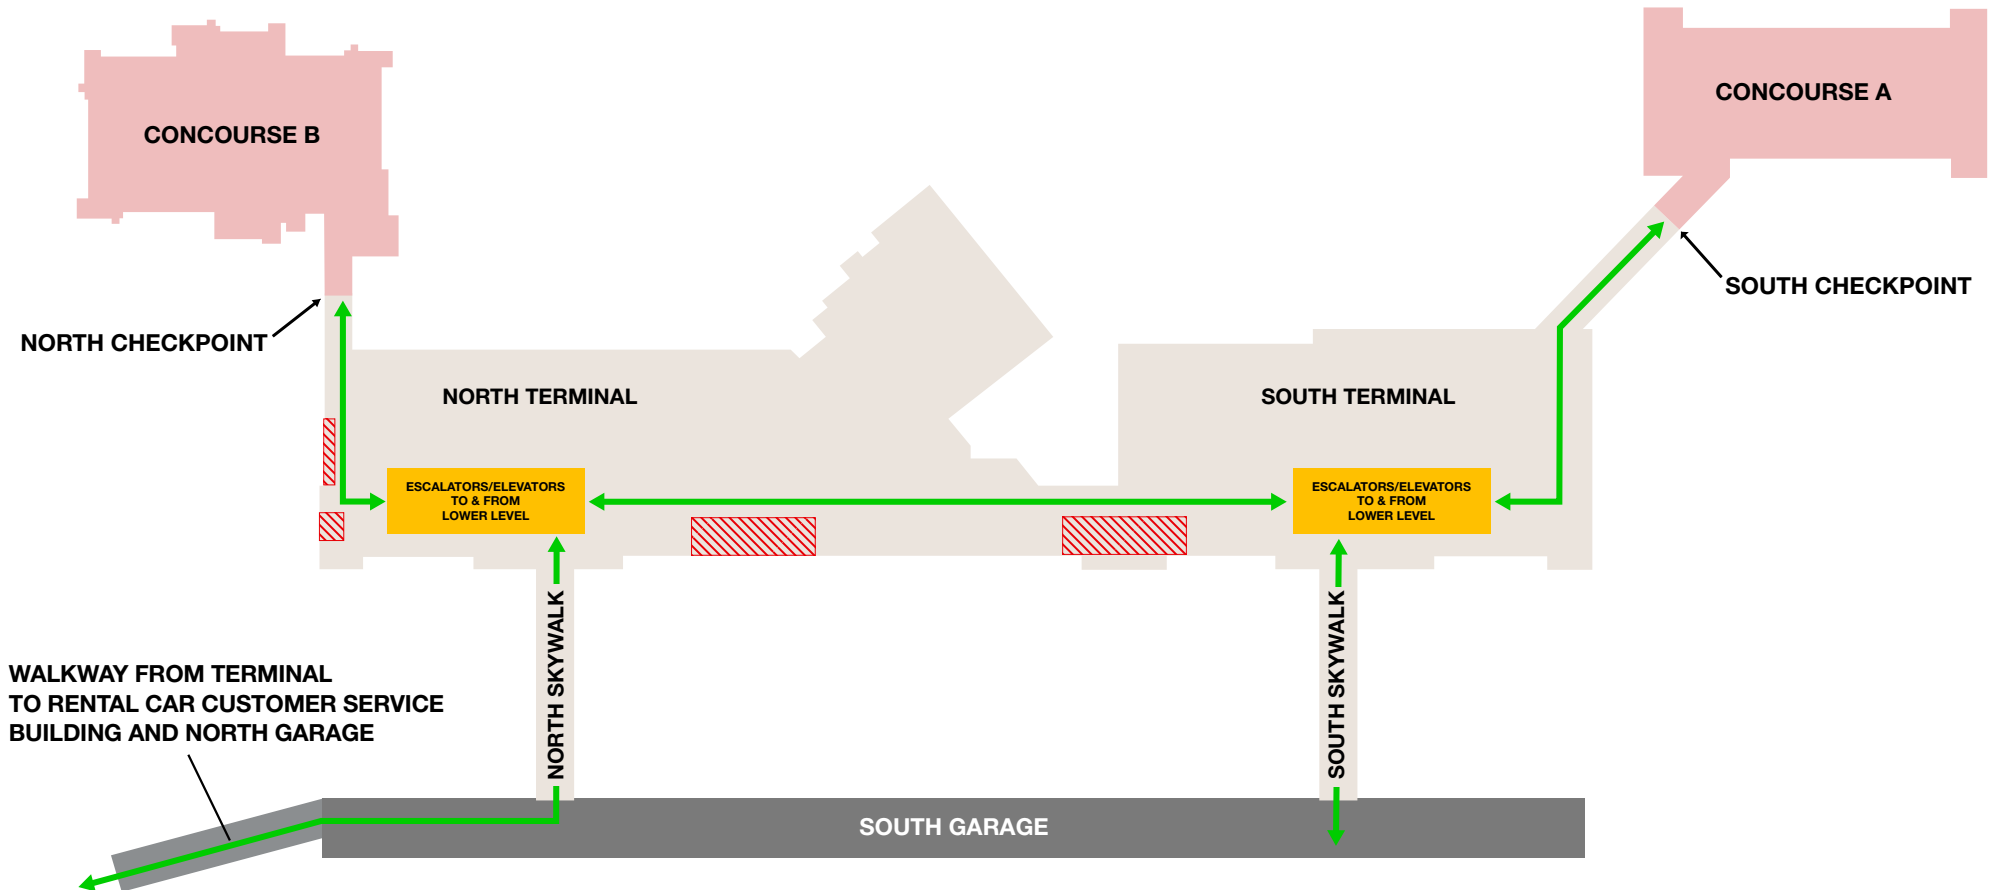 CONCOURSE A
CONCOURSE B
SOUTH CHECKPOINT
NORTH CHECKPOINT
NORTH TERMINAL
SOUTH TERMINAL
ESCALATORS/ELEVATORS
TO & FROM
LOWER LEVEL
ESCALATORS/ELEVATORS
TO & FROM
LOWER LEVEL
NORTH SKYWALK
SOUTH SKYWALK
WALKWAY FROM TERMINAL
TO RENTAL CAR CUSTOMER SERVICE
BUILDING AND NORTH GARAGE
SOUTH GARAGE